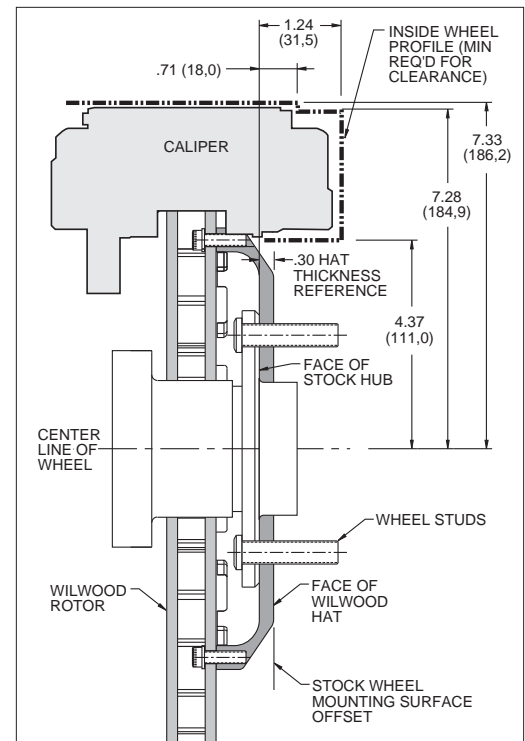 1.24
(31,5)
.71 (18,0)
INSIDE WHEEL
PROFILE (MIN
REQ'D FOR
CLEARANCE)
7.33
(186,2)
CALIPER
7.28
(184,9)
.30 HAT
THICKNESS
REFERENCE
4.37
(111,0)
FACE OF
STOCK HUB
CENTER
LINE OF
WHEEL
WHEEL STUDS
WILWOOD
ROTOR
FACE OF
WILWOOD
HAT
STOCK WHEEL
MOUNTING SURFACE
OFFSET